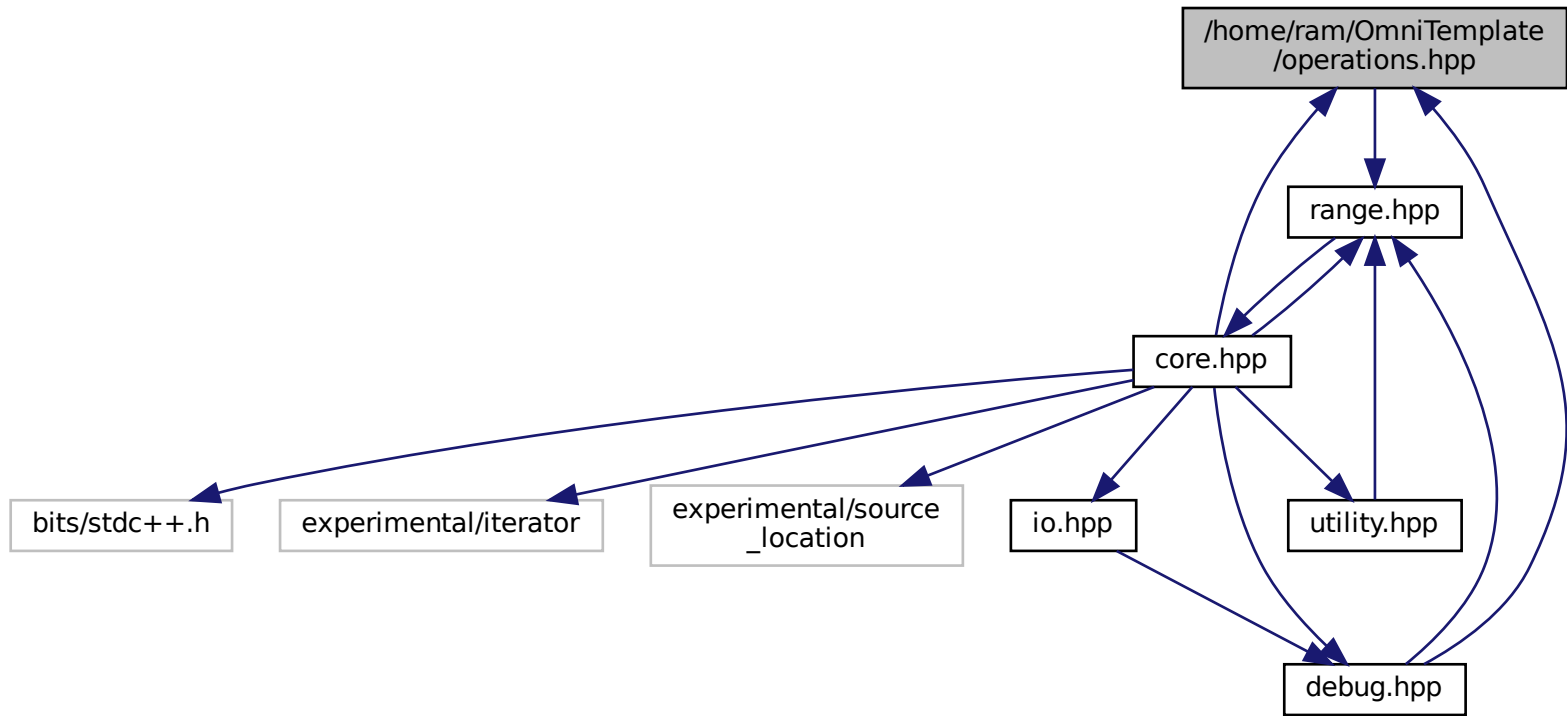 /home/ram/OmniTemplate
/operations.hpp
range.hpp
core.hpp
bits/stdc++.h
experimental/iterator
experimental/source
_location
io.hpp
utility.hpp
debug.hpp